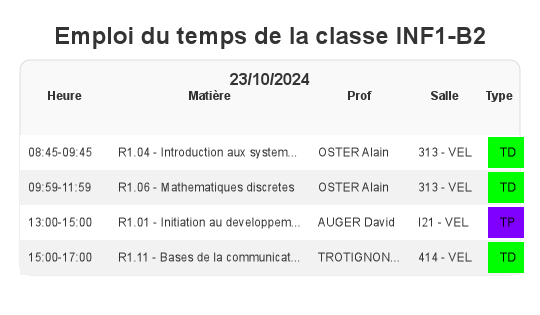 Emploi du temps de la classe INF1-B2
23/10/2024
Heure Matière Prof Salle Type
08:45-09:45 R1.04 - Introduction aux system... OSTER Alain 313 - VEL TD
09:59-11:59 R1.06 - Mathematiques discretes OSTER Alain 313 - VEL TD
13:00-15:00 R1.01 - Initiation au developpem... AUGER David I21 - VEL TP
15:00-17:00 R1.11 - Bases de la communicat... TROTIGNON... 414 - VEL TD